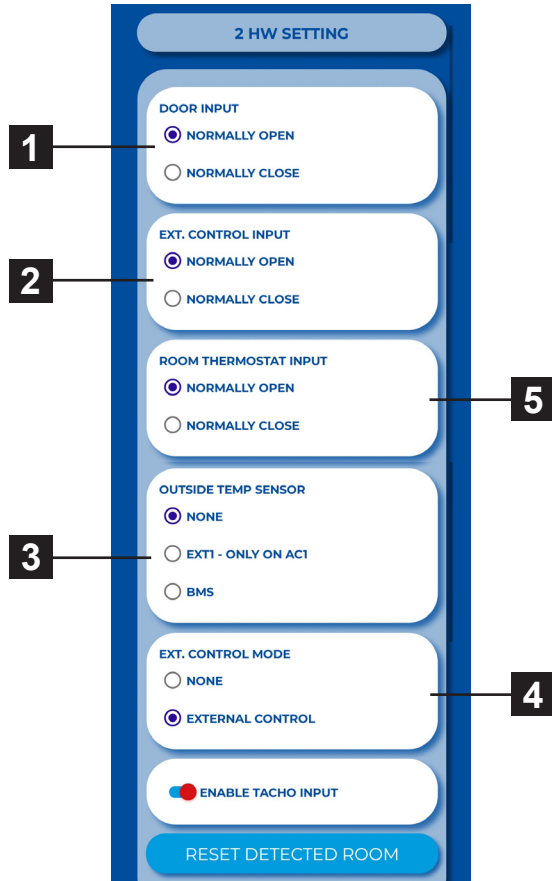 2 HW SETTING
DOOR INPUT
1
NORMALLY OPEN
NORMALLY CLOSE
EXT. CONTROL INPUT
2
NORMALLY OPEN
NORMALLY CLOSE
ROOM THERMOSTAT INPUT
NORMALLY OPEN
5
NORMALLY CLOSE
OUTSIDE TEMP SENSOR
NONE
3
EXT1 - ONLY ON AC1
BMS
EXT. CONTROL MODE
NONE
4
EXTERNAL CONTROL
ENABLE TACHO INPUT
RESET DETECTED ROOM